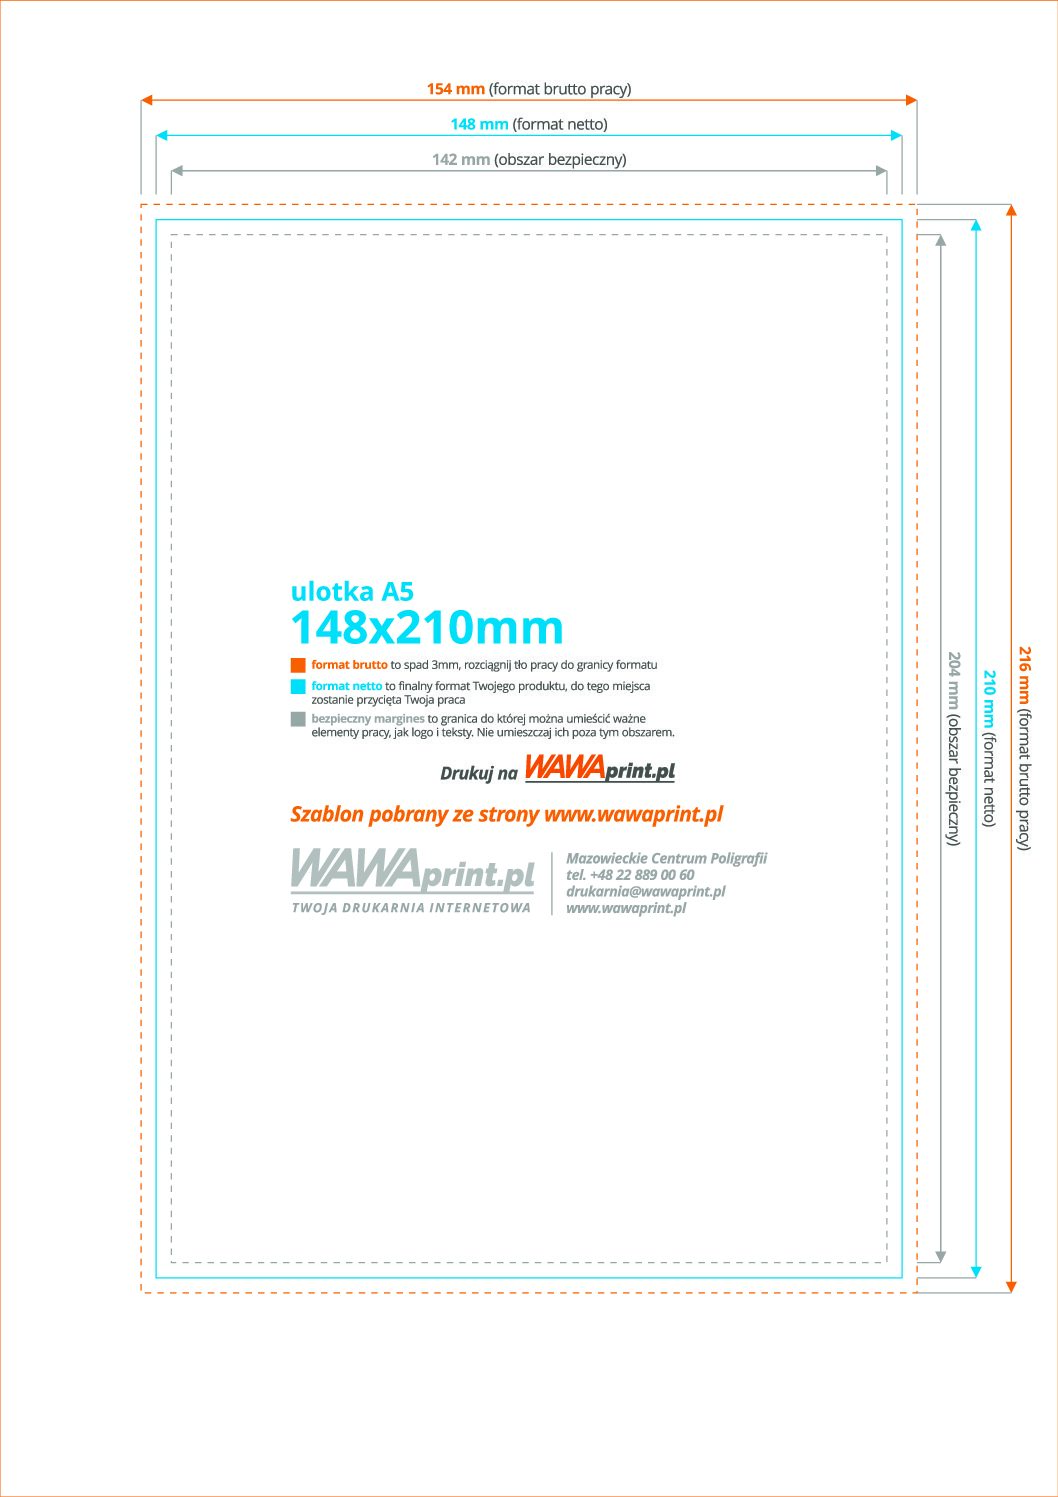 154 mm (format brutto pracy)
148 mm (format netto)
142 mm (obszar bezpieczny)
ulotka A5
148x210mm
format brutto to spad 3mm, rozciągnij tło pracy do granicy formatu
format netto to finalny format Twojego produktu, do tego miejsca
zostanie przycięta Twoja praca
bezpieczny margines to granica do której można umieścić ważne
elementy pracy, jak logo i teksty. Nie umieszczaj ich poza tym obszarem.
Drukuj na WAWAprint.pl
Szablon pobrany ze strony www.wawaprint.pl
WAWAprint.pl
TWOJA DRUKARNIA INTERNETOWA
Mazowieckie Centrum Poligrafii
tel. +48 22 889 00 60
drukarnia@wawaprint.pl
www.wawaprint.pl
204 mm (obszar bezpieczny)
210 mm (format netto)
216 mm (format brutto pracy)